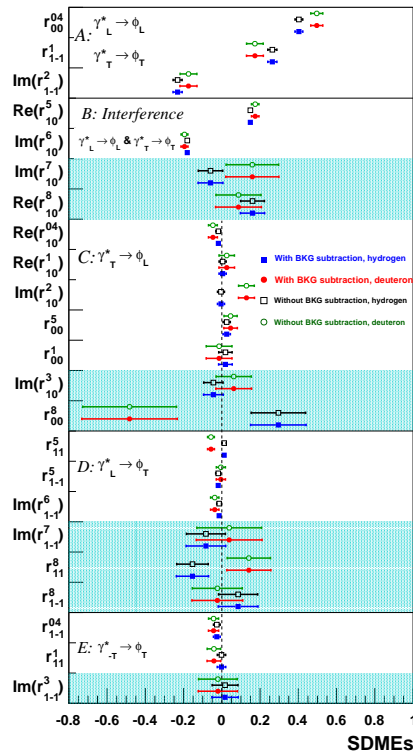 r^04_00
A: γ*_L → φ_L
r^1_1-1
γ*_T → φ_T
Im(r^2_1-1)
Re(r^5_10)
B: Interference
Im(r^6_10)
γ*_L → φ_L & γ*_T → φ_T
Im(r^7_10)
Re(r^8_10)
Re(r^04_10)
Re(r^1_10)
C: γ*_T → φ_L
With BKG subtraction, hydrogen
Im(r^2_10)
With BKG subtraction, deuteron
r^5_00
Without BKG subtraction, hydrogen
Without BKG subtraction, deuteron
r^1_00
Im(r^3_10)
r^8_00
r^5_11
D: γ*_L → φ_T
r^5_1-1
Im(r^6_1-1)
Im(r^7_1-1)
r^8_11
r^8_1-1
r^04_1-1
E: γ*_-T → φ_T
r^1_11
Im(r^3_1-1)
-0.8 -0.6 -0.4 -0.2 0 0.2 0.4 0.6 0.8 1
SDMEs